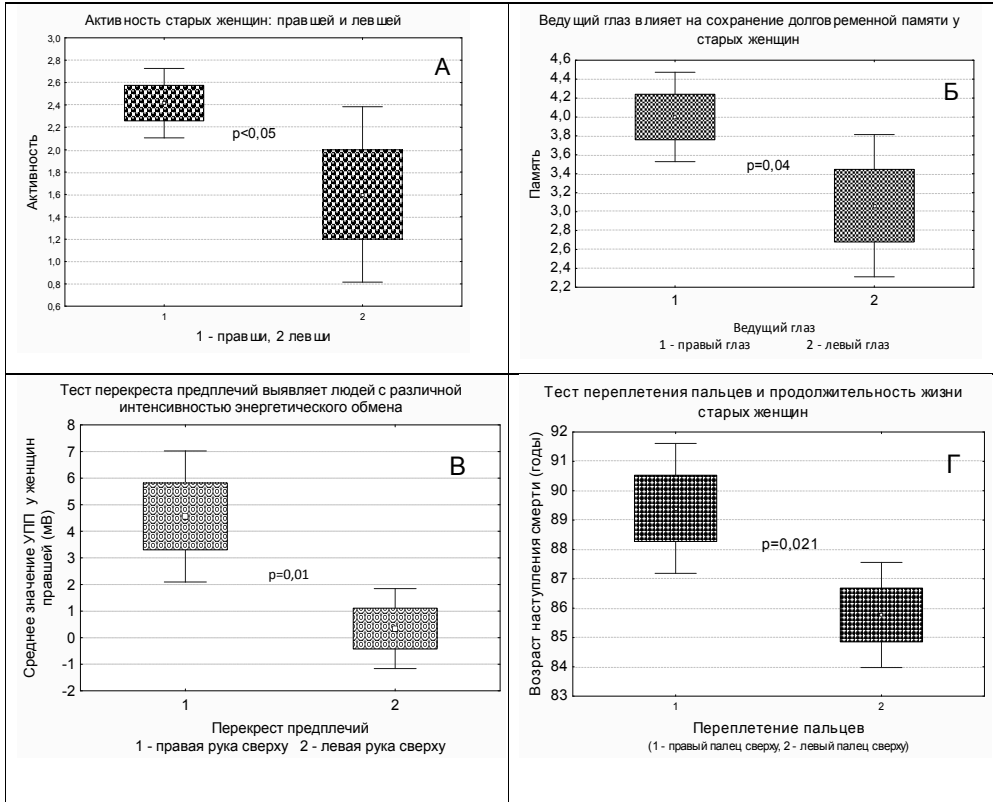 Активность старых женщин: правшей и левшей
А
3,0
2,8
2,6
2,4
2,2
2,0
1,8
1,6
1,4
1,2
1,0
0,8
0,6
Активность
p<0,05
1
2
1 - правши, 2 левши
Ведущий глаз влияет на сохранение долговременной памяти у
старых женщин
Б
4,6
4,4
4,2
4,0
3,8
3,6
3,4
3,2
3,0
2,8
2,6
2,4
2,2
Память
p=0,04
1
2
Ведущий глаз
1 - правый глаз 2 - левый глаз
Тест перекреста предплечий выявляет людей с различной
интенсивностью энергетического обмена
В
8
7
6
5
4
3
2
1
0
-1
-2
Среднее значение УПП у женщин
правшей (мВ)
p=0,01
1
2
Перекрест предплечий
1 - правая рука сверху 2 - левая рука сверху
Тест переплетения пальцев и продолжительность жизни
старых женщин
Г
92
91
90
89
88
87
86
85
84
83
Возраст наступления смерти (годы)
p=0,021
1
2
Переплетение пальцев
(1 - правый палец сверху, 2 - левый палец сверху)